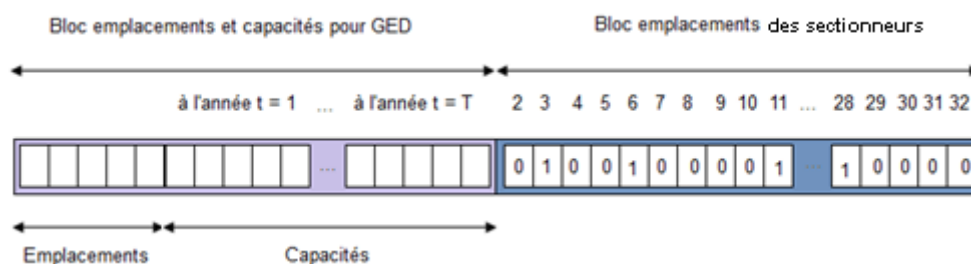 Bloc emplacements et capacités pour GED
Bloc emplacements des sectionneurs
à l'année t = 1 ... à l'année t = T 2 3 4 5 6 7 8 9 10 11 ... 28 29 30 31 32
... 0 1 0 0 1 0 0 0 0 1 ... 1 0 0 0 0
Emplacements Capacités